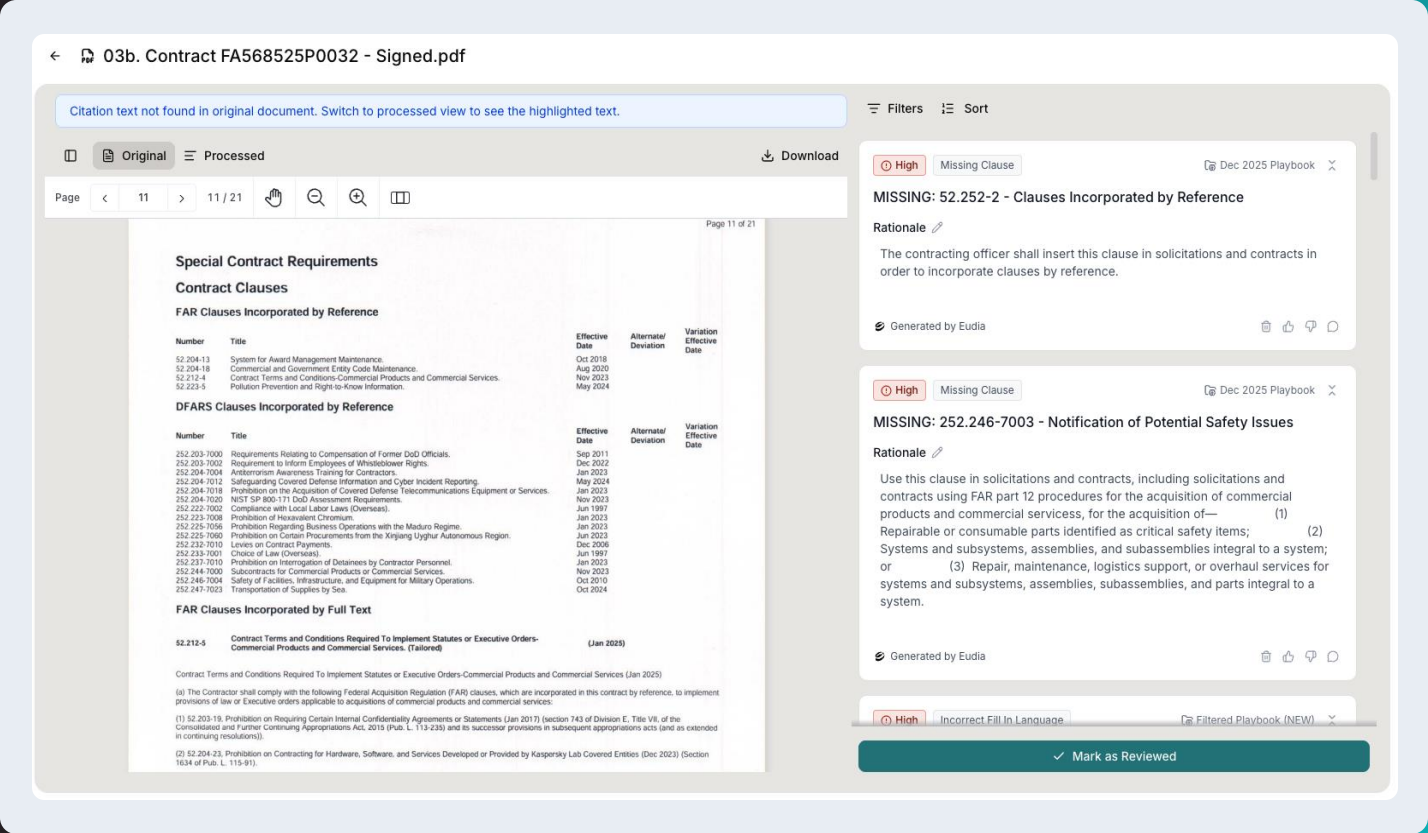 03b. Contract FA568525P0032 - Signed.pdf
Citation text not found in original document. Switch to processed view to see the highlighted text.
Original
Processed
Download
Page
11
11 / 21
Page 11 of 21
Special Contract Requirements
Contract Clauses
FAR Clauses Incorporated by Reference
Number Title Effective Date Alternate/ Deviation Variation Effective Date
52.204-13 System for Award Management Maintenance. Oct 2018
52.204-18 Commercial and Government Entity Code Maintenance. Aug 2020
52.212-4 Contract Terms and Conditions-Commercial Products and Commercial Services. Nov 2023
52.223-5 Pollution Prevention and Right-to-Know Information. May 2024
DFARS Clauses Incorporated by Reference
Number Title Effective Date Alternate/ Deviation Variation Effective Date
252.203-7000 Requirements Relating to Compensation of Former DoD Officials. Sep 2011
252.203-7002 Requirement to Inform Employees of Whistleblower Rights. Dec 2022
252.204-7004 Antiterrorism Awareness Training for Contractors. Jan 2023
252.204-7012 Safeguarding Covered Defense Information and Cyber Incident Reporting. May 2024
252.204-7018 Prohibition on the Acquisition of Covered Defense Telecommunications Equipment or Services. Jan 2023
252.204-7020 NIST SP 800-171 DoD Assessment Requirements. Nov 2023
252.222-7002 Compliance with Local Labor Laws (Overseas). Jun 1997
252.223-7008 Prohibition of Hexavalent Chromium. Jan 2023
252.225-7056 Prohibition Regarding Business Operations with the Maduro Regime. Jan 2023
252.225-7060 Prohibition on Certain Procurements from the Xinjiang Uyghur Autonomous Region. Jun 2023
252.232-7010 Levies on Contract Payments. Dec 2006
252.233-7001 Choice of Law (Overseas). Jun 1997
252.237-7010 Prohibition on Interrogation of Detainees by Contractor Personnel. Jan 2023
252.244-7000 Subcontracts for Commercial Products or Commercial Services. Nov 2023
252.246-7004 Safety of Facilities, Infrastructure, and Equipment for Military Operations. Oct 2010
252.247-7023 Transportation of Supplies by Sea. Oct 2024
FAR Clauses Incorporated by Full Text
52.212-5 Contract Terms and Conditions Required To Implement Statutes or Executive Orders- (Jan 2025)
Commercial Products and Commercial Services. (Tailored)
Contract Terms and Conditions Required To Implement Statutes or Executive Orders-Commercial Products and Commercial Services (Jan 2025)
(a) The Contractor shall comply with the following Federal Acquisition Regulation (FAR) clauses, which are incorporated in this contract by reference, to implement
provisions of law or Executive orders applicable to acquisitions of commercial products and commercial services:
(1) 52.203-19, Prohibition on Requiring Certain Internal Confidentiality Agreements or Statements (Jan 2017) (section 743 of Division E, Title VII, of the
Consolidated and Further Continuing Appropriations Act, 2015 (Pub. L. 113-235) and its successor provisions in subsequent appropriations acts (and as extended
in continuing resolutions)).
(2) 52.204-23, Prohibition on Contracting for Hardware, Software, and Services Developed or Provided by Kaspersky Lab Covered Entities (Dec 2023) (Section
1634 of Pub. L. 115-91).
Filters
Sort
High
Missing Clause
Dec 2025 Playbook
MISSING: 52.252-2 - Clauses Incorporated by Reference
Rationale
The contracting officer shall insert this clause in solicitations and contracts in
order to incorporate clauses by reference.
Generated by Eudia
High
Missing Clause
Dec 2025 Playbook
MISSING: 252.246-7003 - Notification of Potential Safety Issues
Rationale
Use this clause in solicitations and contracts, including solicitations and
contracts using FAR part 12 procedures for the acquisition of commercial
products and commercial servicess, for the acquisition of— (1)
Repairable or consumable parts identified as critical safety items; (2)
Systems and subsystems, assemblies, and subassemblies integral to a system;
or (3) Repair, maintenance, logistics support, or overhaul services for
systems and subsystems, assemblies, subassemblies, and parts integral to a
system.
Generated by Eudia
High
Incorrect Fill In Language
Filtered Playbook (NEW)
Mark as Reviewed